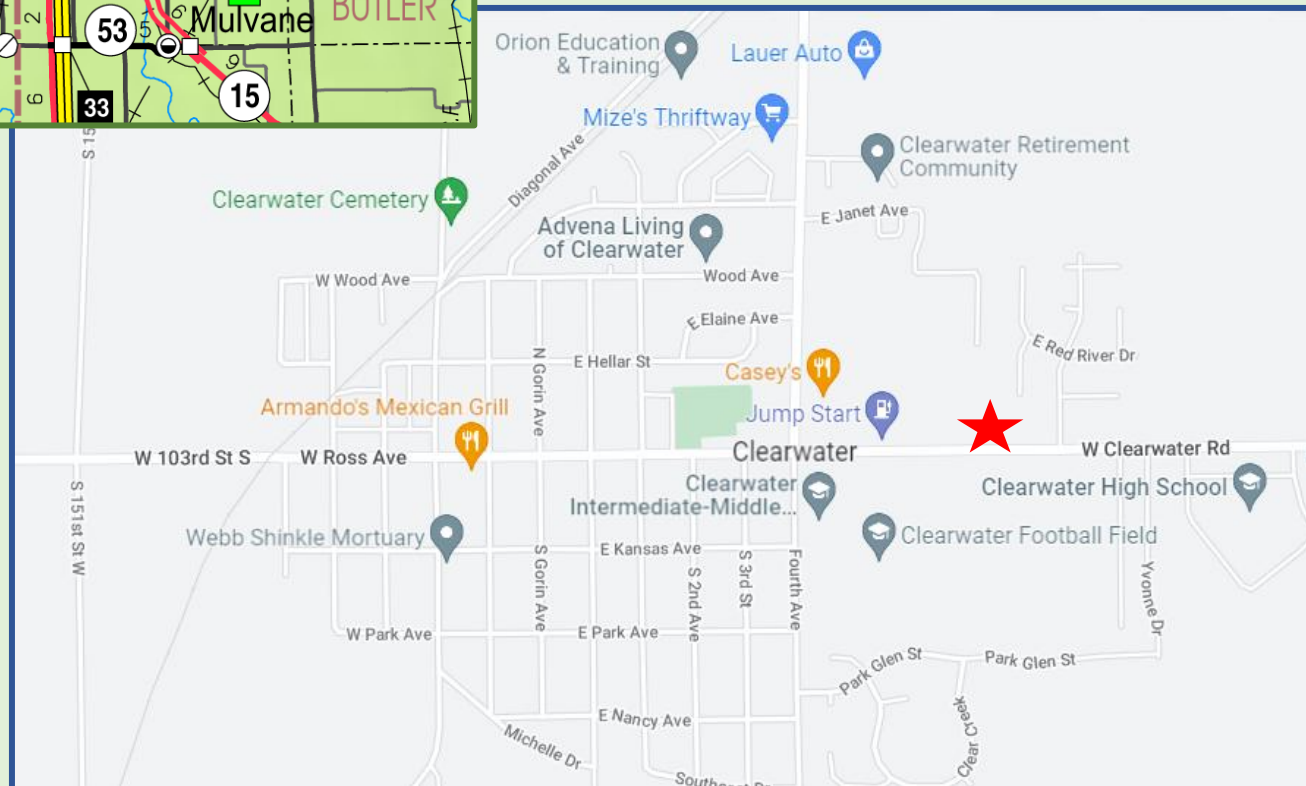 BUTLER
Mulvane
53
5
6
2
9
15
33
6
Orion Education
& Training
Lauer Auto
Mize's Thriftway
Clearwater Retirement
Community
Diagonal Ave
Clearwater Cemetery
E Janet Ave
Advena Living
of Clearwater
W Wood Ave
Wood Ave
E Elaine Ave
E Red River Dr
N Gorin Ave
E Hellar St
Casey's
Armando's Mexican Grill
Jump Start
Clearwater
W 103rd St S
W Ross Ave
W Clearwater Rd
S 151st St W
Clearwater
Intermediate-Middle...
Clearwater High School
Webb Shinkle Mortuary
Clearwater Football Field
E Kansas Ave
S Gorin Ave
S 2nd Ave
S 3rd St
Fourth Ave
Yvonne Dr
W Park Ave
E Park Ave
Park Glen St
Park Glen St
E Nancy Ave
Clear Creek
Michelle Dr